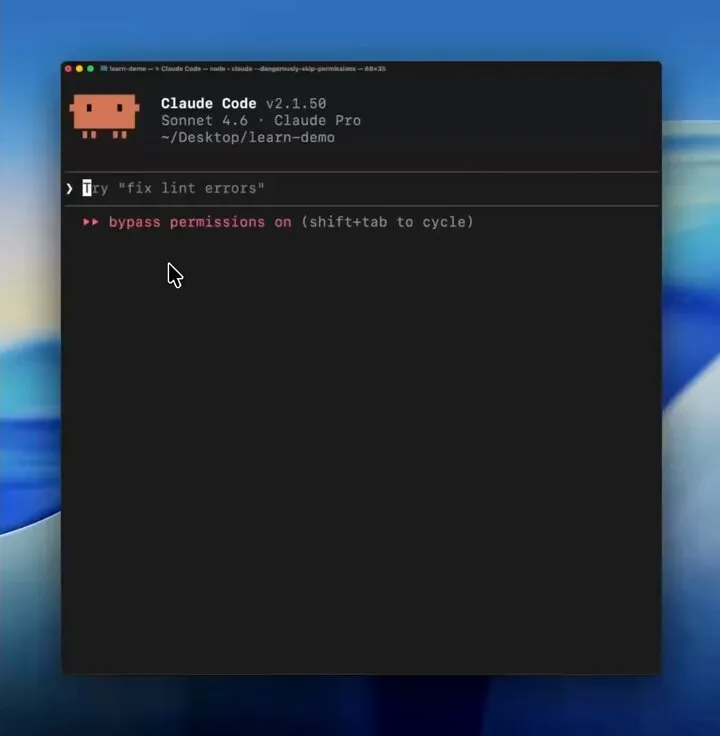 learn-demo — ✳ Claude Code — node ◂ claude --dangerously-skip-permissions — 68×35
Claude Code v2.1.50
Sonnet 4.6 · Claude Pro
~/Desktop/learn-demo
❯ Try "fix lint errors"
▸▸ bypass permissions on (shift+tab to cycle)